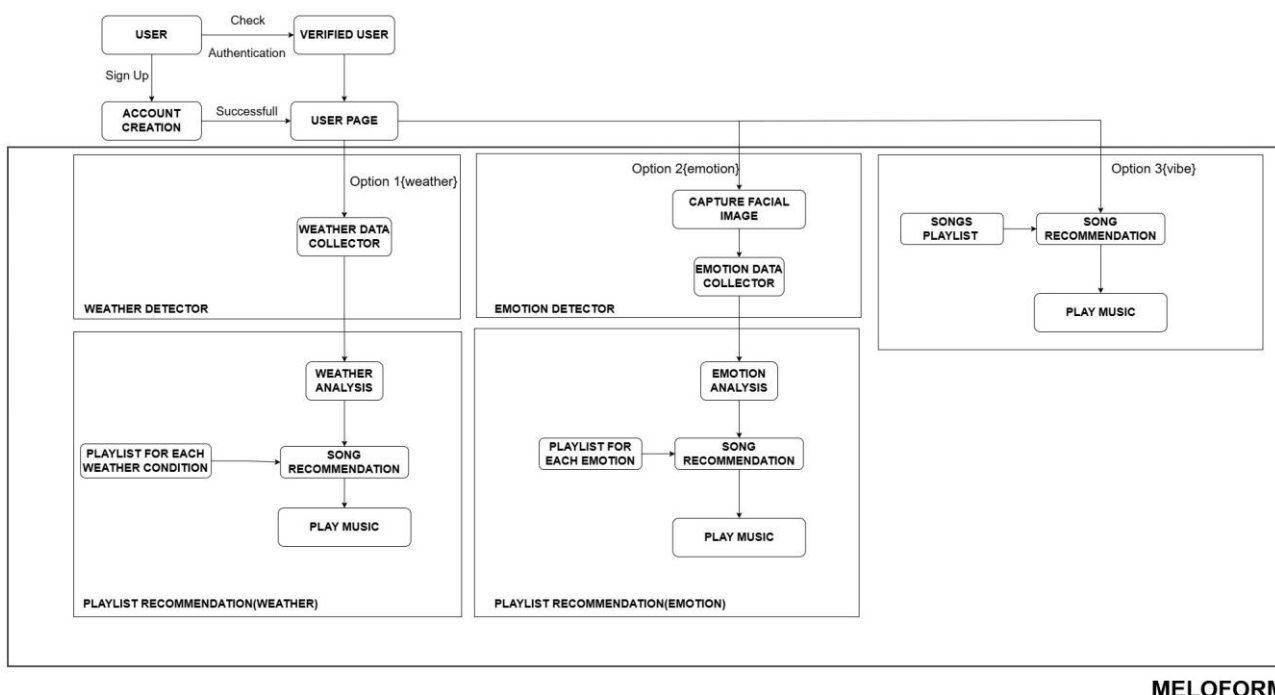 USER
Check
Authentication
VERIFIED USER
Sign Up
ACCOUNT
CREATION
Successfull
USER PAGE
Option 1{weather}
WEATHER DATA
COLLECTOR
WEATHER DETECTOR
Option 2{emotion}
CAPTURE FACIAL
IMAGE
EMOTION DATA
COLLECTOR
EMOTION DETECTOR
Option 3{vibe}
SONGS
PLAYLIST
SONG
RECOMMENDATION
PLAY MUSIC
WEATHER
ANALYSIS
PLAYLIST FOR EACH
WEATHER CONDITION
SONG
RECOMMENDATION
PLAY MUSIC
PLAYLIST RECOMMENDATION(WEATHER)
EMOTION
ANALYSIS
PLAYLIST FOR
EACH EMOTION
SONG
RECOMMENDATION
PLAY MUSIC
PLAYLIST RECOMMENDATION(EMOTION)
MELOFORM